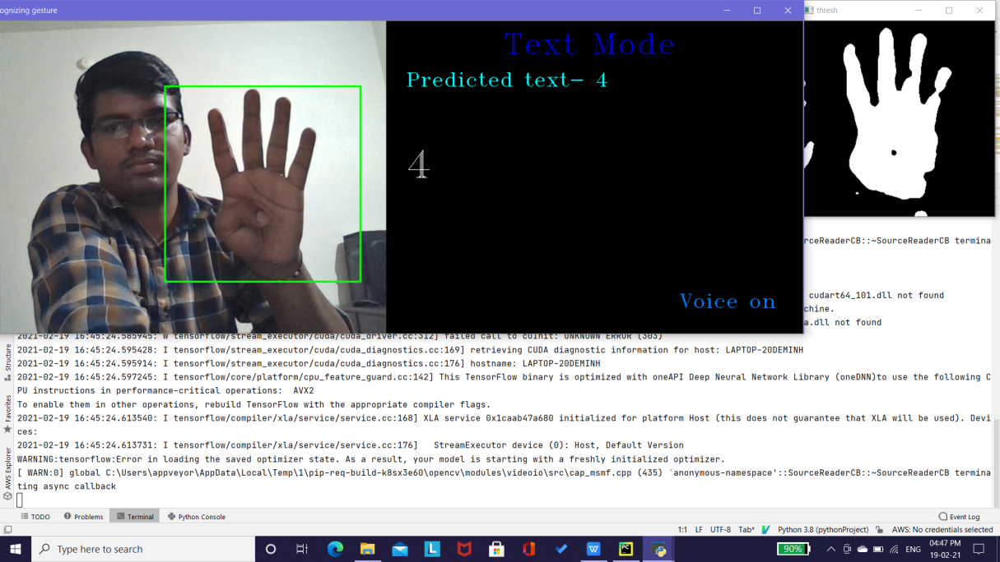 ognizing gesture
thresh
Text Mode
Predicted text- 4
4
Voice on
rceReaderCB::~SourceReaderCB termina
cudart64_101.dll not found
chine.
a.dll not found
2021-02-19 16:45:24.585945: W tensorflow/stream_executor/cuda/cuda_driver.cc:312] failed call to cuInit: UNKNOWN ERROR (303)
2021-02-19 16:45:24.595428: I tensorflow/stream_executor/cuda/cuda_diagnostics.cc:169] retrieving CUDA diagnostic information for host: LAPTOP-20DEMINH
2021-02-19 16:45:24.595914: I tensorflow/stream_executor/cuda/cuda_diagnostics.cc:176] hostname: LAPTOP-20DEMINH
2021-02-19 16:45:24.597245: I tensorflow/core/platform/cpu_feature_guard.cc:142] This TensorFlow binary is optimized with oneAPI Deep Neural Network Library (oneDNN)to use the following C
PU instructions in performance-critical operations:  AVX2
To enable them in other operations, rebuild TensorFlow with the appropriate compiler flags.
2021-02-19 16:45:24.613540: I tensorflow/compiler/xla/service/service.cc:168] XLA service 0x1caab47a680 initialized for platform Host (this does not guarantee that XLA will be used). Devi
ces:
2021-02-19 16:45:24.613731: I tensorflow/compiler/xla/service/service.cc:176]   StreamExecutor device (0): Host, Default Version
WARNING:tensorflow:Error in loading the saved optimizer state. As a result, your model is starting with a freshly initialized optimizer.
[ WARN:0] global C:\Users\appveyor\AppData\Local\Temp\1\pip-req-build-k8sx3e60\opencv\modules\videoio\src\cap_msmf.cpp (435) `anonymous-namespace'::SourceReaderCB::~SourceReaderCB termina
ting async callback
Structure
Favorites
AWS Explorer
TODO
Problems
Terminal
Python Console
Event Log
1:1 LF UTF-8 Tab* Python 3.8 (pythonProject) AWS: No credentials selected
Type here to search
L
W
PC
90%
ENG
04:47 PM
19-02-21